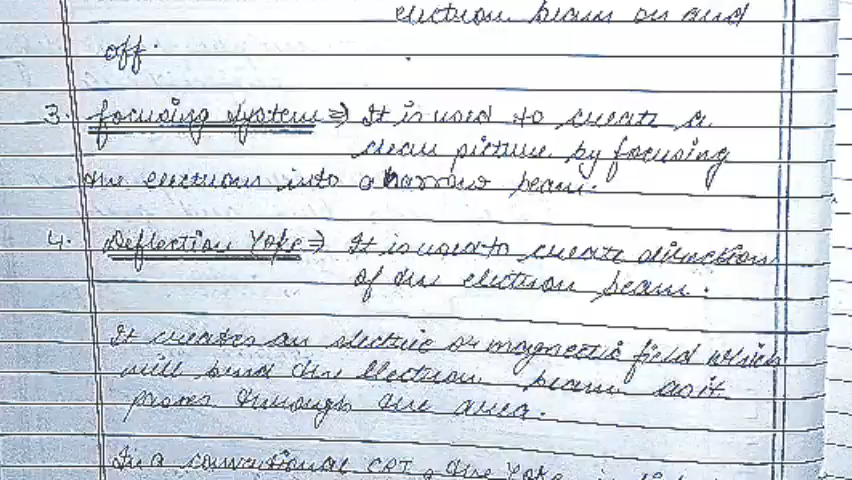 electron beam on and
off.
3. focusing system ⇒ It is used to create a
clear picture by focusing
the electrons into a narrow beam.
4. Deflection Yoke ⇒ It is used to create direction
of the electron beam.
It creates an electric or magnetic field which
will bend the electron beam as it
passes through the area.
In a conventional CRT, the Yoke is